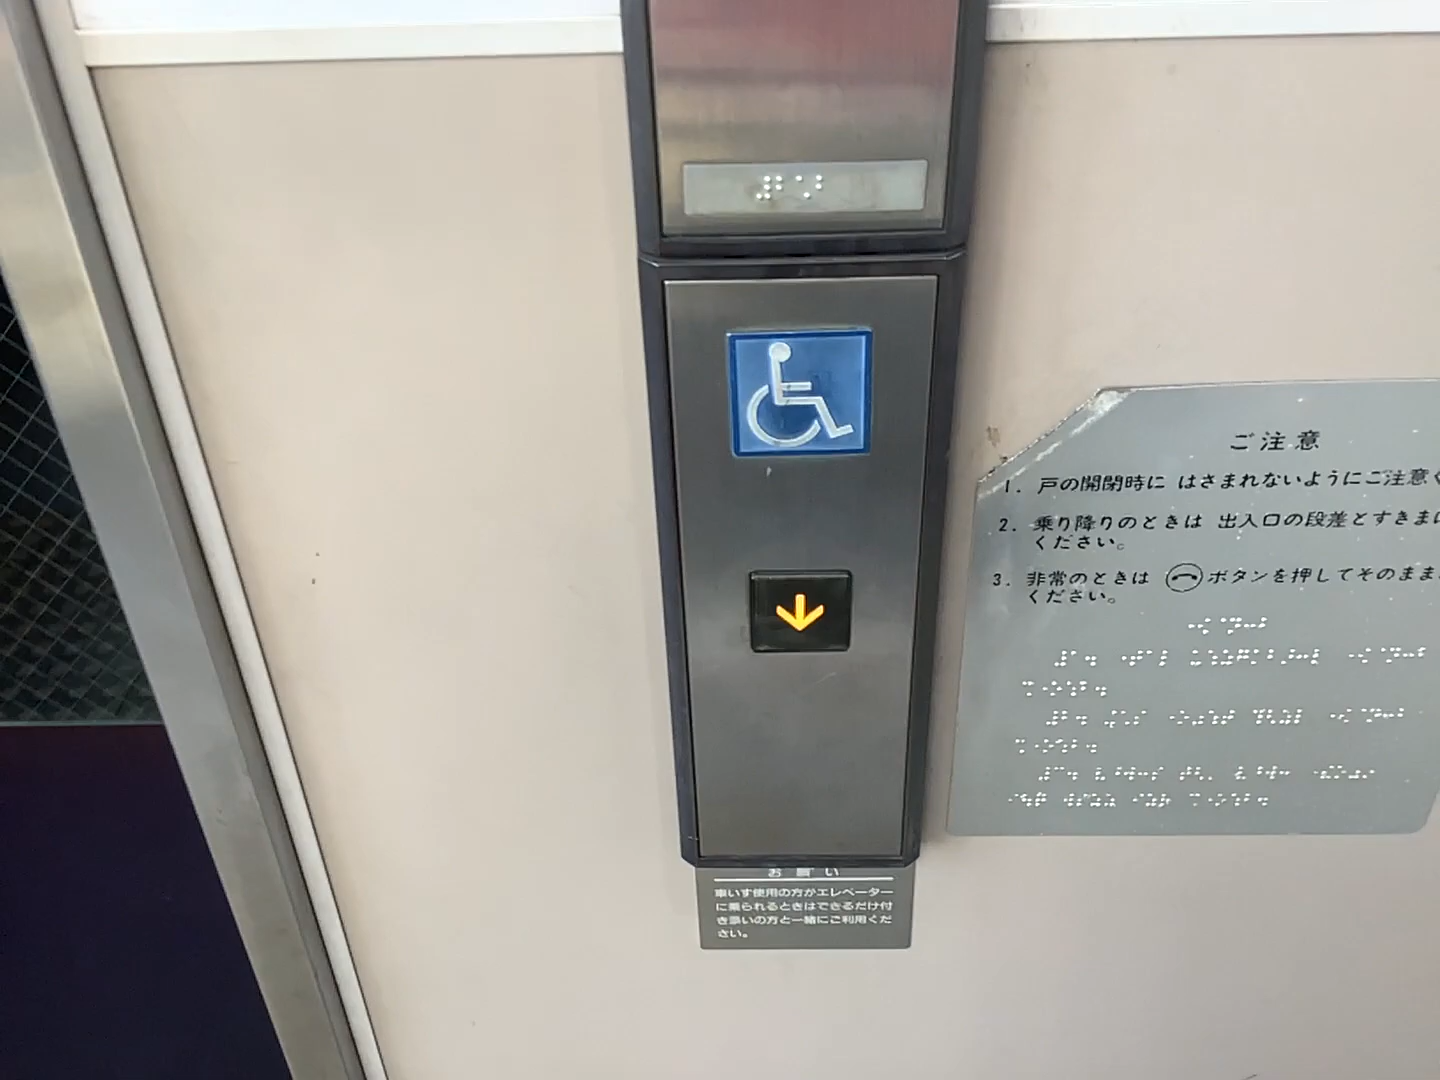 ご注意
1. 戸の開閉時に はさまれないようにご注意く
2. 乗り降りのときは 出入口の段差とすきまに
ください。
3. 非常のときは ボタンを押してそのまま
ください。
お願い
車いす使用の方がエレベーター
に乗られるときはできるだけ付
き添いの方と一緒にご利用くだ
さい。